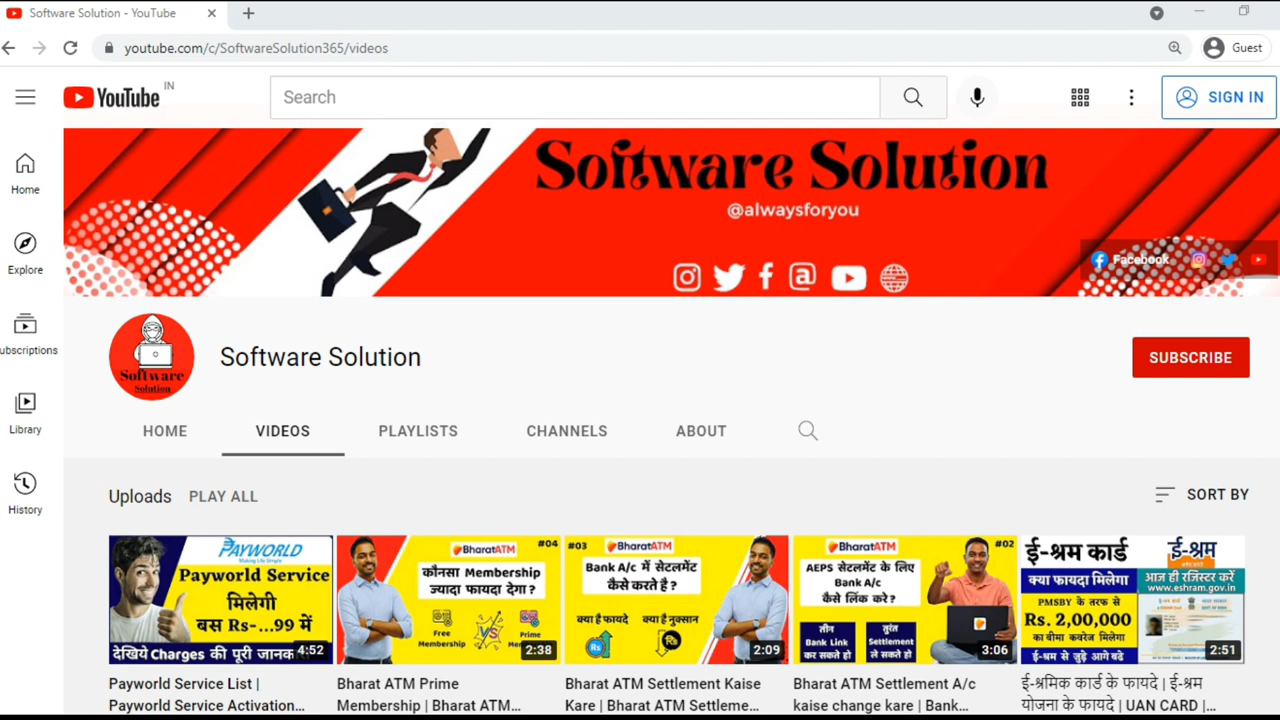 Software Solution - YouTube
youtube.com/c/SoftwareSolution365/videos
Guest
YouTube IN
Search
SIGN IN
Home
Explore
ubscriptions
Library
History
Software Solution
@alwaysforyou
Facebook
Software
Solution
Software Solution
SUBSCRIBE
HOME VIDEOS PLAYLISTS CHANNELS ABOUT
Uploads PLAY ALL
SORT BY
PAYWORLD
Making Life Simple
Payworld Service
मिलेगी
बस Rs-...99 में
देखिये Charges की पूरी जानक
4:52
Payworld Service List |
Payworld Service Activation...
BharatATM #04
कौनसा Membership
ज्यादा फायदा देगा ?
Free
Membership
VS
Prime
2:38
Bharat ATM Prime
Membership | Bharat ATM...
#03 BharatATM
Bank A/c में सेटलमेंट
कैसे करते है ?
क्या है फायदे क्या है नुक्सान
2:09
Bharat ATM Settlement Kaise
Kare | Bharat ATM Settleme...
BharatATM #02
AEPS सेटलमेंट के लिए
Bank A/c
कैसे लिंक करे ?
तीन
Bank Link
कर सकते हो
तुरंत
Settlement
ले सकते हो
3:06
Bharat ATM Settlement A/c
kaise change kare | Bank...
ई-श्रम कार्ड
ई-श्रम
क्या फायदा मिलेगा
आज ही रजिस्टर करें
www.eshram.gov.in
PMSBY के तरफ से
Rs. 2,00,000
का बीमा कवरेज मिलेगा
ई-श्रम से जुड़े आगे बढे
2:51
ई-श्रमिक कार्ड के फायदे | ई-श्रम
योजना के फायदे | UAN CARD |...